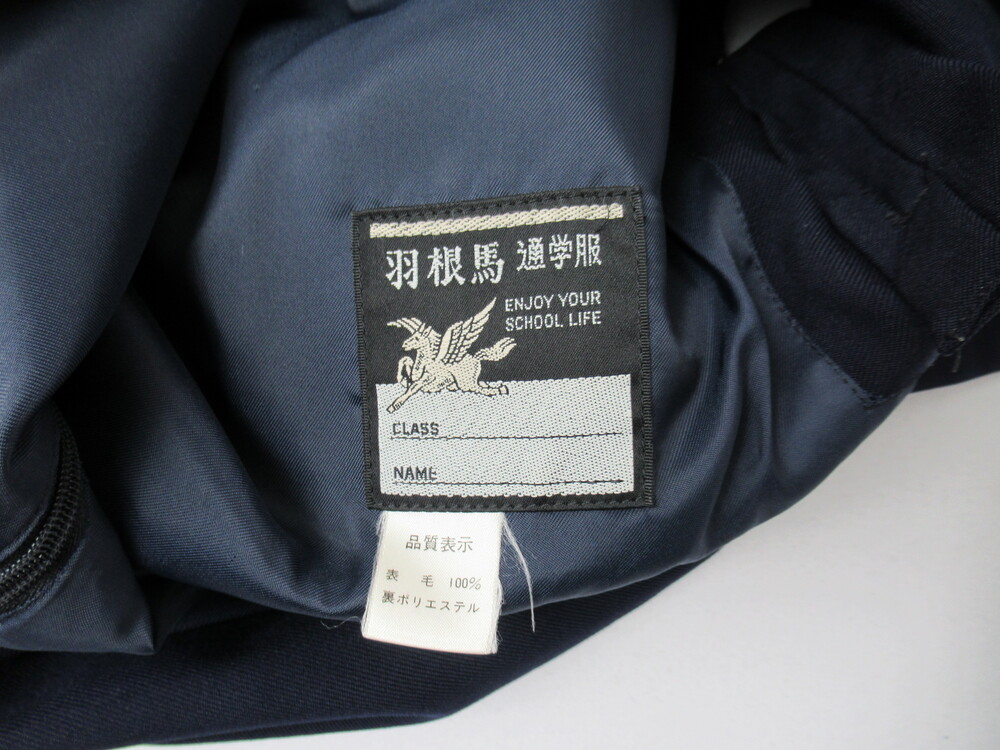 羽根馬 通学服
ENJOY YOUR
SCHOOL LIFE
CLASS
NAME
品質表示
表 毛 100%
裏ポリエステル